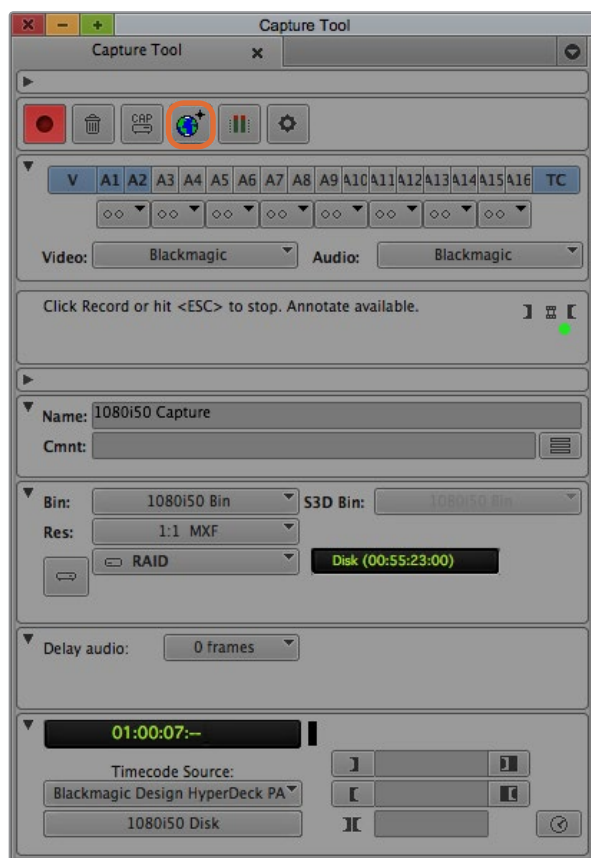 Capture Tool
Capture Tool
CAP
V A1 A2 A3 A4 A5 A6 A7 A8 A9 A10 A11 A12 A13 A14 A15 A16 TC
Video: Blackmagic Audio: Blackmagic
Click Record or hit <ESC> to stop. Annotate available.
Name: 1080i50 Capture
Cmnt:
Bin: 1080i50 Bin S3D Bin: 1080i50 Bin
Res: 1:1 MXF
RAID Disk (00:55:23:00)
Delay audio: 0 frames
01:00:07:--
Timecode Source:
Blackmagic Design HyperDeck PA
1080i50 Disk